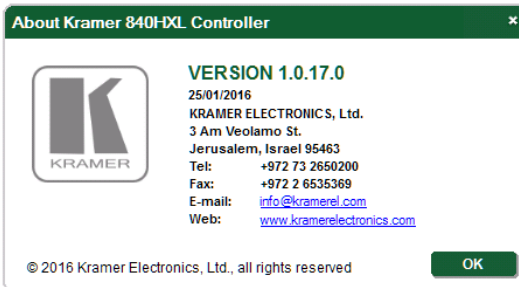 About Kramer 840HXL Controller ×
KRAMER
VERSION 1.0.17.0
25/01/2016
KRAMER ELECTRONICS, Ltd.
3 Am Veolamo St.
Jerusalem, Israel 95463
Tel: +972 73 2650200
Fax: +972 2 6535369
E-mail: info@kramerel.com
Web: www.kramerelectronics.com
© 2016 Kramer Electronics, Ltd., all rights reserved
OK